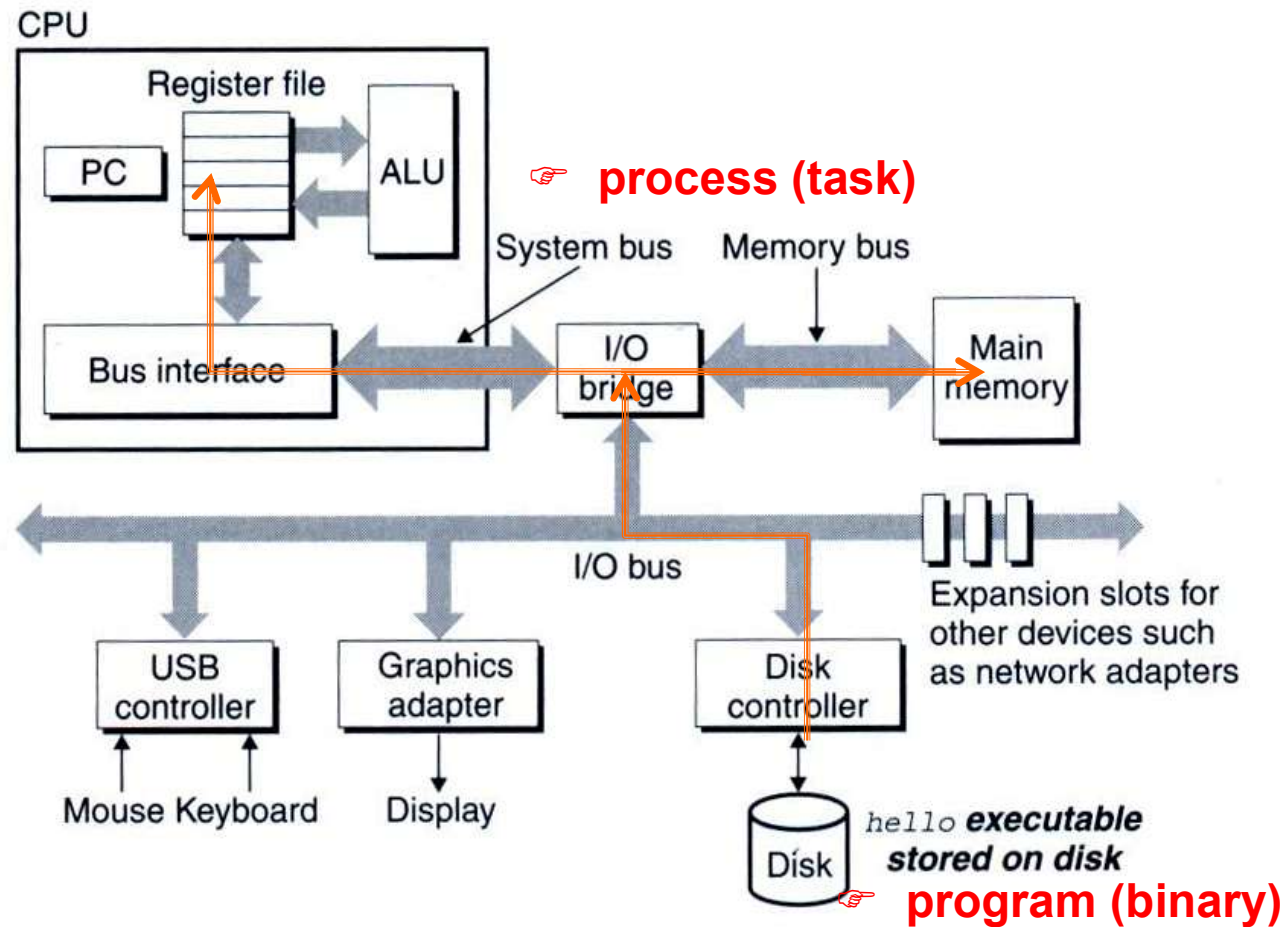 CPU
Register file
PC
ALU
☞ process (task)
System bus
Memory bus
Bus interface
I/O
bridge
Main
memory
I/O bus
Expansion slots for
other devices such
as network adapters
USB
controller
Graphics
adapter
Disk
controller
Mouse Keyboard
Display
Disk
hello executable
stored on disk
☞ program (binary)